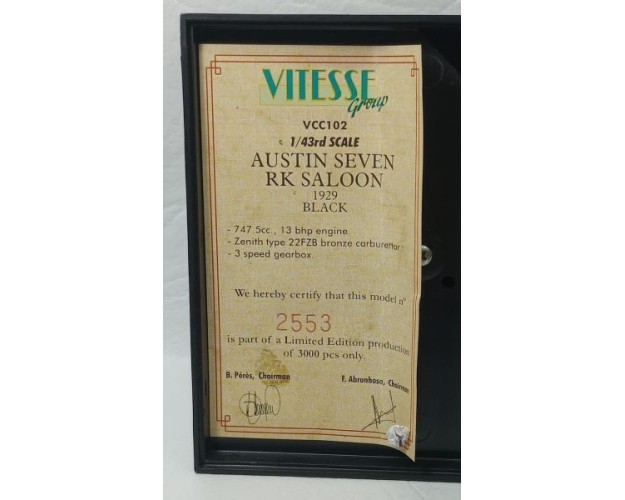 VITESSE
Group
VCC102
1/43rd SCALE
AUSTIN SEVEN
RK SALOON
1929
BLACK
- 747.5cc., 13 bhp engine.
- Zenith type 22FZB bronze carburettor
- 3 speed gearbox.
We hereby certify that this model nº
2553
is part of a Limited Edition production
of 3000 pcs only.
B. Pérès, Chairman F. Abrunhosa, Chairman